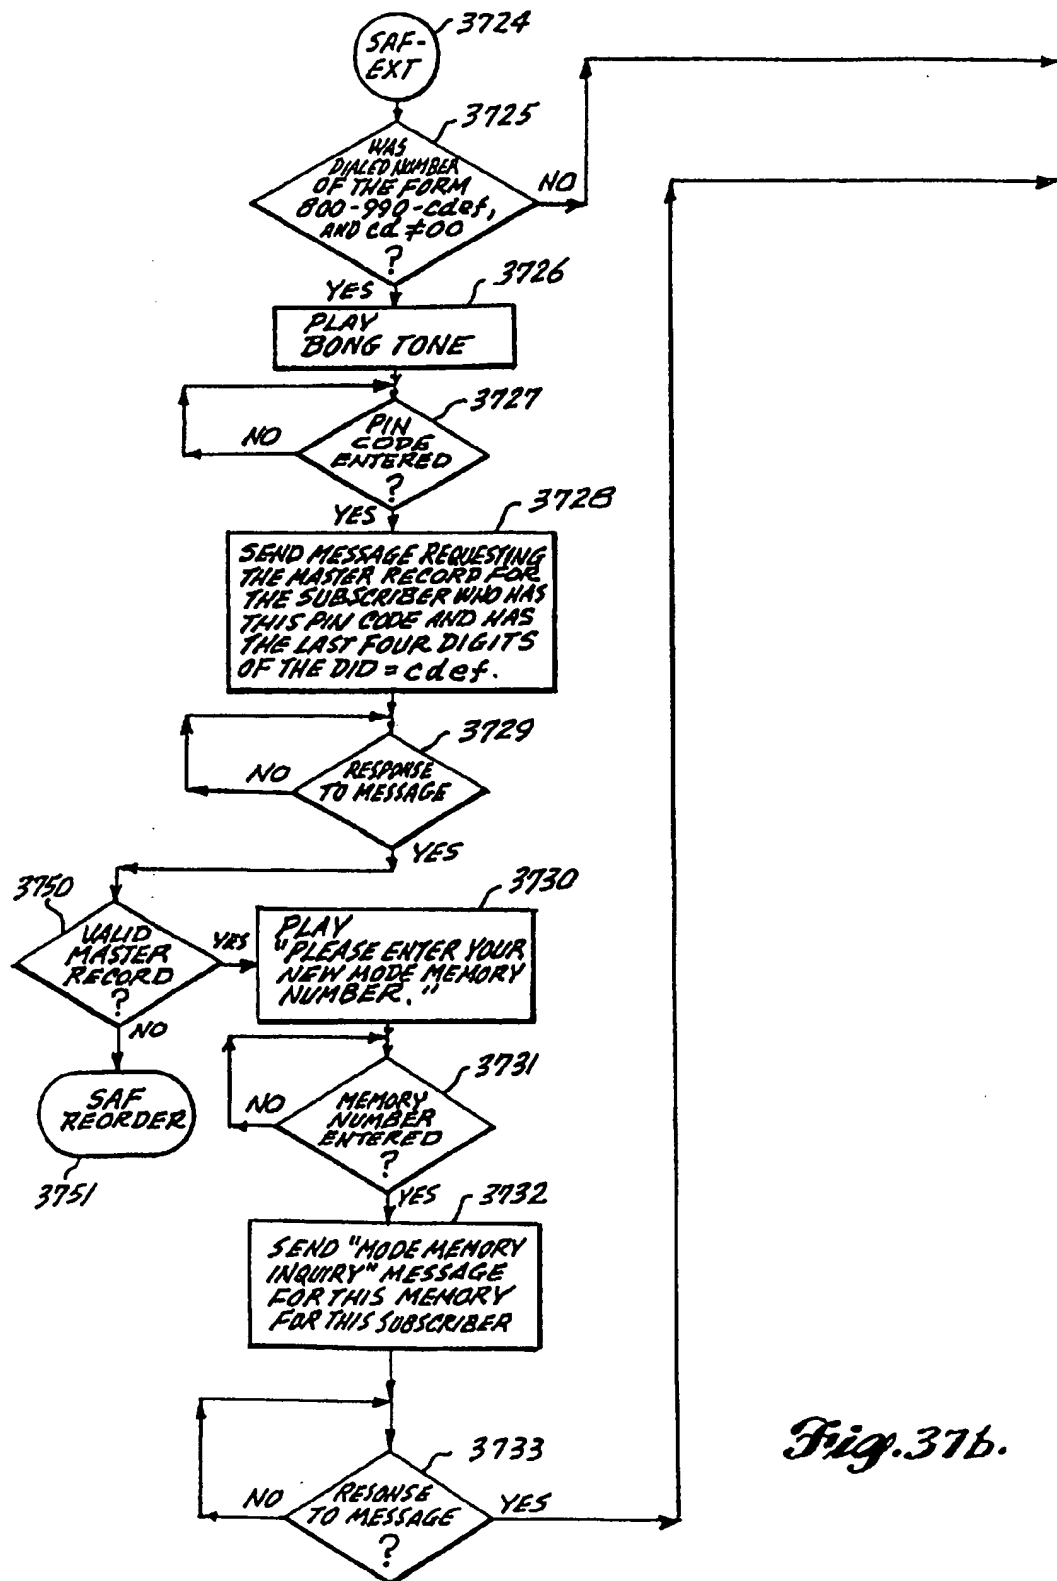 3724
SAF-
EXT
3725
WAS
DIALED NUMBER
OF THE FORM
800-990-cdef,
AND cd ≠ 00
?
NO
YES
3726
PLAY
BONG TONE
3727
PIN
CODE
ENTERED
?
NO
YES
3728
SEND MESSAGE REQUESTING
THE MASTER RECORD FOR
THE SUBSCRIBER WHO HAS
THIS PIN CODE AND HAS
THE LAST FOUR DIGITS
OF THE DID = cdef.
3729
RESPONSE
TO MESSAGE
NO
YES
3750
VALID
MASTER
RECORD
?
YES
NO
3730
PLAY
"PLEASE ENTER YOUR
NEW MODE MEMORY
NUMBER."
SAF
REORDER
3751
3731
MEMORY
NUMBER
ENTERED
?
NO
YES
3732
SEND "MODE MEMORY
INQUIRY" MESSAGE
FOR THIS MEMORY
FOR THIS SUBSCRIBER
3733
RESONSE
TO MESSAGE
?
NO
YES
Fig. 37b.